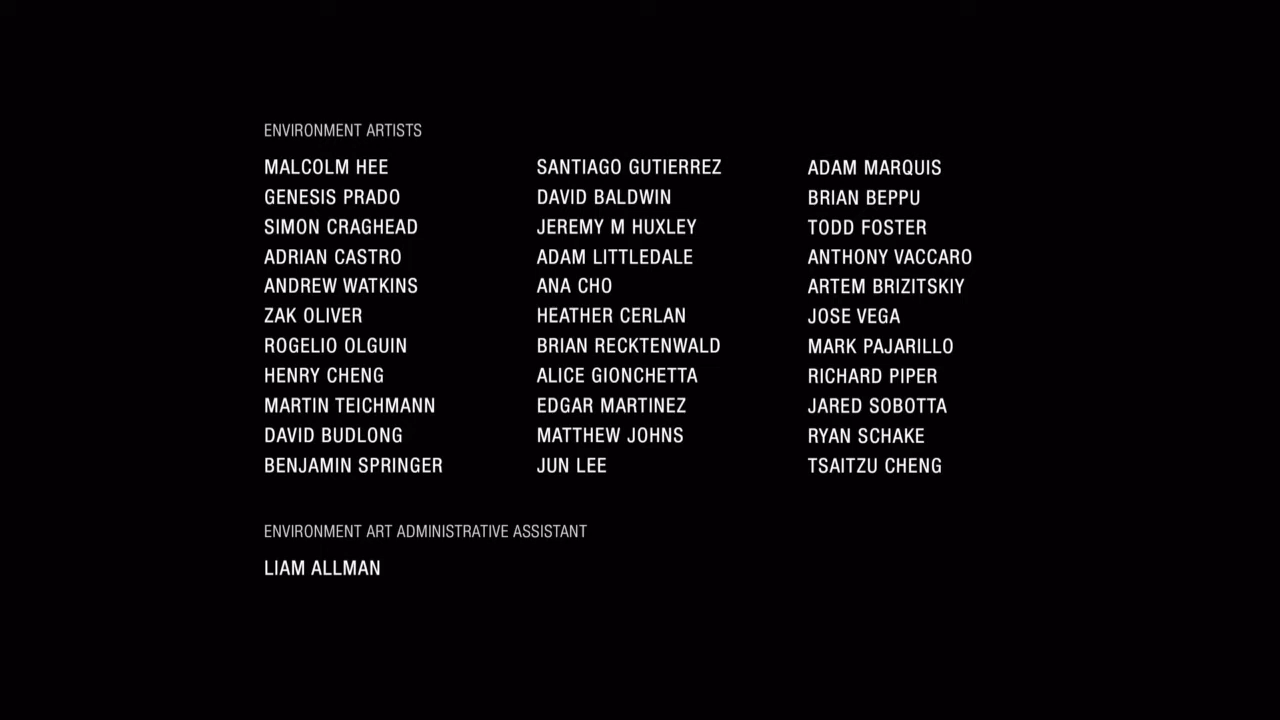 ENVIRONMENT ARTISTS
MALCOLM HEE
GENESIS PRADO
SIMON CRAGHEAD
ADRIAN CASTRO
ANDREW WATKINS
ZAK OLIVER
ROGELIO OLGUIN
HENRY CHENG
MARTIN TEICHMANN
DAVID BUDLONG
BENJAMIN SPRINGER
SANTIAGO GUTIERREZ
DAVID BALDWIN
JEREMY M HUXLEY
ADAM LITTLEDALE
ANA CHO
HEATHER CERLAN
BRIAN RECKTENWALD
ALICE GIONCHETTA
EDGAR MARTINEZ
MATTHEW JOHNS
JUN LEE
ADAM MARQUIS
BRIAN BEPPU
TODD FOSTER
ANTHONY VACCARO
ARTEM BRIZITSKIY
JOSE VEGA
MARK PAJARILLO
RICHARD PIPER
JARED SOBOTTA
RYAN SCHAKE
TSAITZU CHENG
ENVIRONMENT ART ADMINISTRATIVE ASSISTANT
LIAM ALLMAN